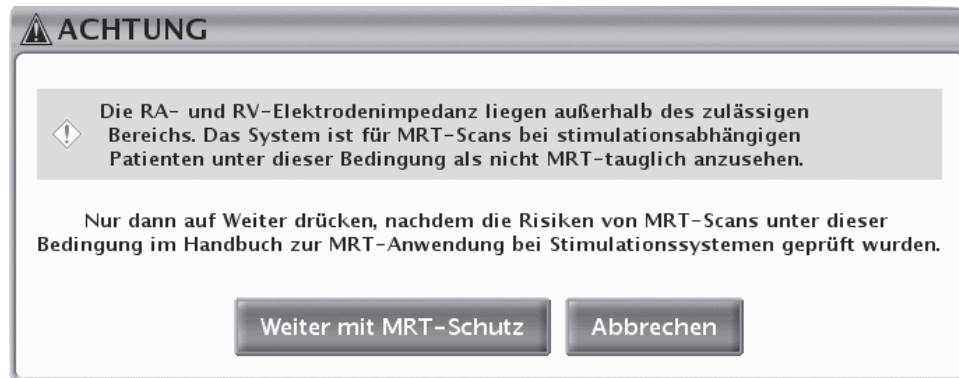 ACHTUNG
Die RA- und RV-Elektrodenimpedanz liegen außerhalb des zulässigen
Bereichs. Das System ist für MRT-Scans bei stimulationsabhängigen
Patienten unter dieser Bedingung als nicht MRT-tauglich anzusehen.
Nur dann auf Weiter drücken, nachdem die Risiken von MRT-Scans unter dieser
Bedingung im Handbuch zur MRT-Anwendung bei Stimulationssystemen geprüft wurden.
Weiter mit MRT-Schutz Abbrechen